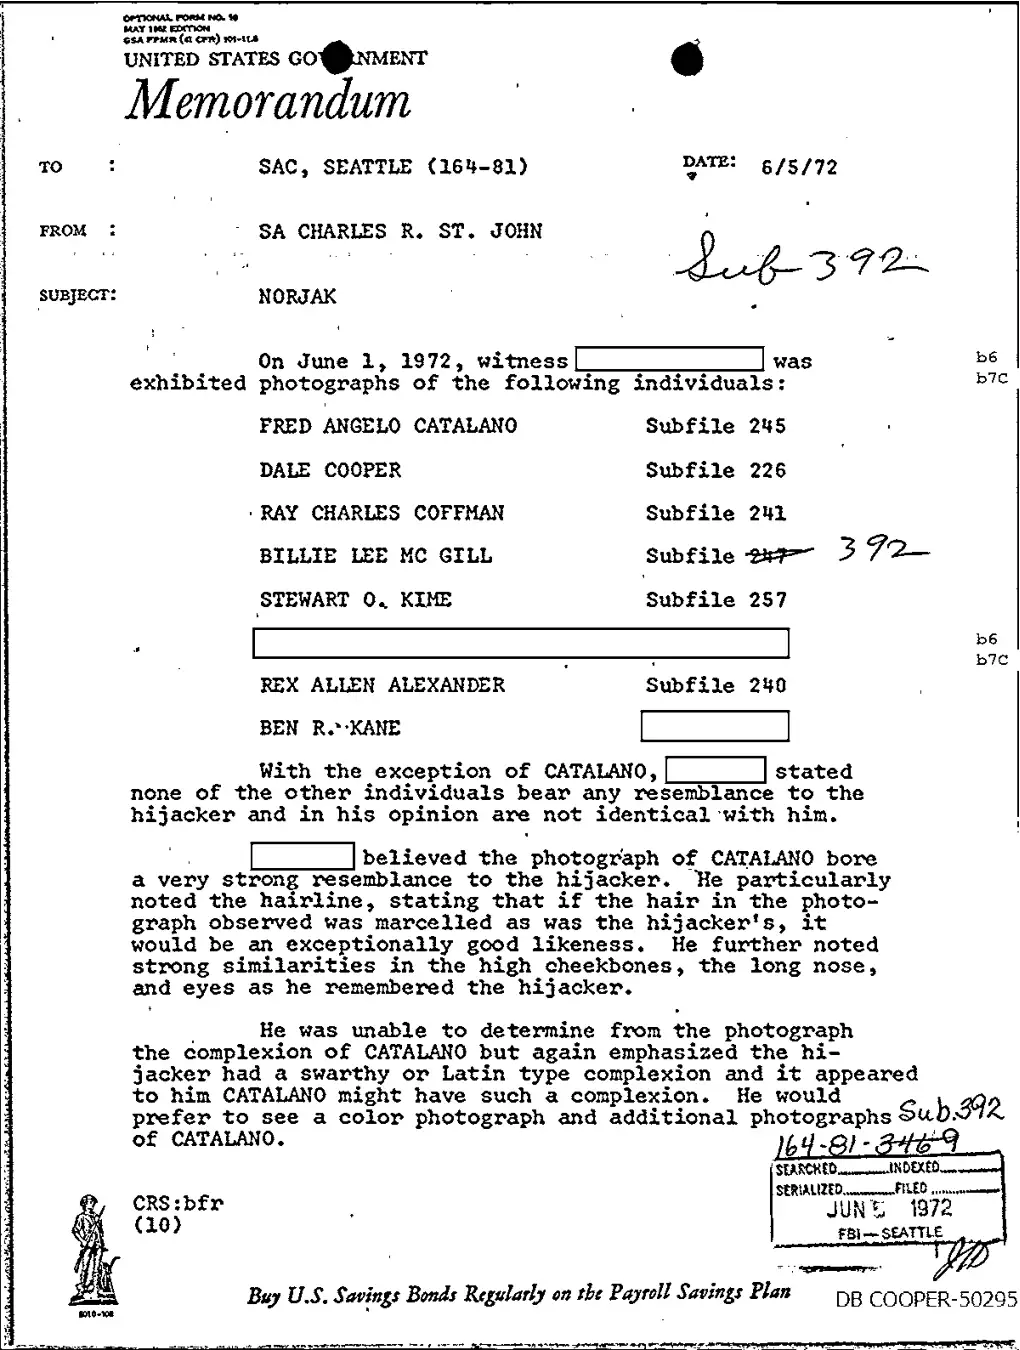 OPTIONAL FORM NO. 10
MAY 1962 EDITION
GSA FPMR (41 CFR) 101-11.6
UNITED STATES GOVERNMENT
Memorandum
TO : SAC, SEATTLE (164-81) DATE: 6/5/72
FROM : SA CHARLES R. ST. JOHN
Sub 392
SUBJECT: NORJAK
On June 1, 1972, witness was b6
exhibited photographs of the following individuals: b7C
FRED ANGELO CATALANO Subfile 245
DALE COOPER Subfile 226
RAY CHARLES COFFMAN Subfile 241
BILLIE LEE MC GILL Subfile 247 392
STEWART O. KIME Subfile 257
b6
b7C
REX ALLEN ALEXANDER Subfile 240
BEN R. KANE
With the exception of CATALANO, stated
none of the other individuals bear any resemblance to the
hijacker and in his opinion are not identical with him.
believed the photograph of CATALANO bore
a very strong resemblance to the hijacker. He particularly
noted the hairline, stating that if the hair in the photo-
graph observed was marcelled as was the hijacker's, it
would be an exceptionally good likeness. He further noted
strong similarities in the high cheekbones, the long nose,
and eyes as he remembered the hijacker.
He was unable to determine from the photograph
the complexion of CATALANO but again emphasized the hi-
jacker had a swarthy or Latin type complexion and it appeared
to him CATALANO might have such a complexion. He would
prefer to see a color photograph and additional photographs Sub.392
of CATALANO.
164-81-3469
SEARCHED INDEXED
SERIALIZED FILED
JUN 5 1972
FBI - SEATTLE
CRS:bfr
(10)
Buy U.S. Savings Bonds Regularly on the Payroll Savings Plan
5010-108
DB COOPER-50295